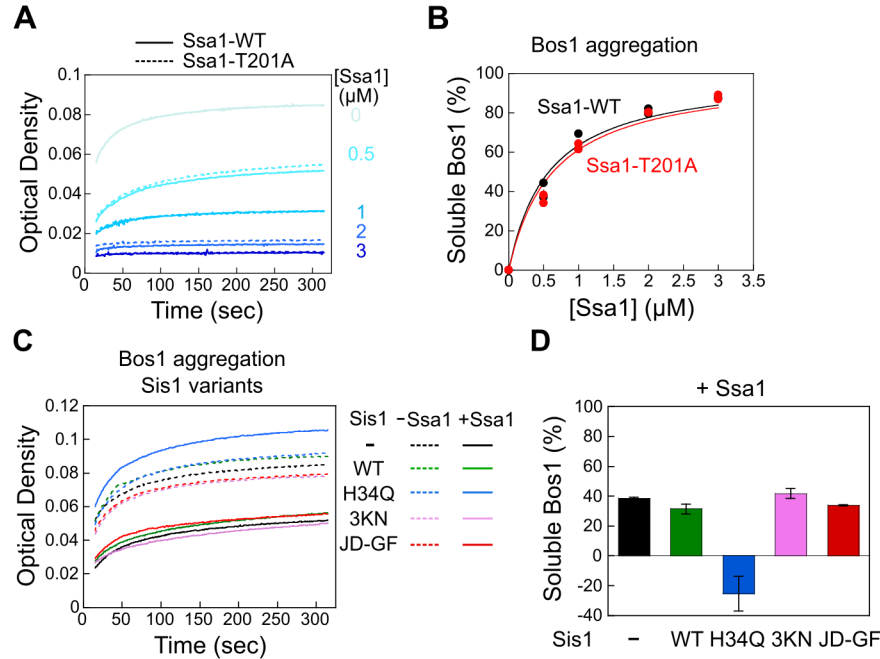 A
Ssa1-WT
Ssa1-T201A
[Ssa1]
(µM)
0.1
0.08
0.06
0.04
0.02
0
0
0.5
1
2
3
Optical Density
0 50 100 150 200 250 300
Time (sec)
B
Bos1 aggregation
100
80
60
40
20
0
Soluble Bos1 (%)
Ssa1-WT
Ssa1-T201A
0 0.5 1 1.5 2 2.5 3 3.5
[Ssa1] (µM)
C
Bos1 aggregation
Sis1 variants
0.12
0.1
0.08
0.06
0.04
0.02
0
Optical Density
0 50 100 150 200 250 300
Time (sec)
Sis1 −Ssa1 +Ssa1
-
WT
H34Q
3KN
JD-GF
D
+ Ssa1
100
80
60
40
20
0
-20
-40
Soluble Bos1 (%)
Sis1 − WT H34Q 3KN JD-GF